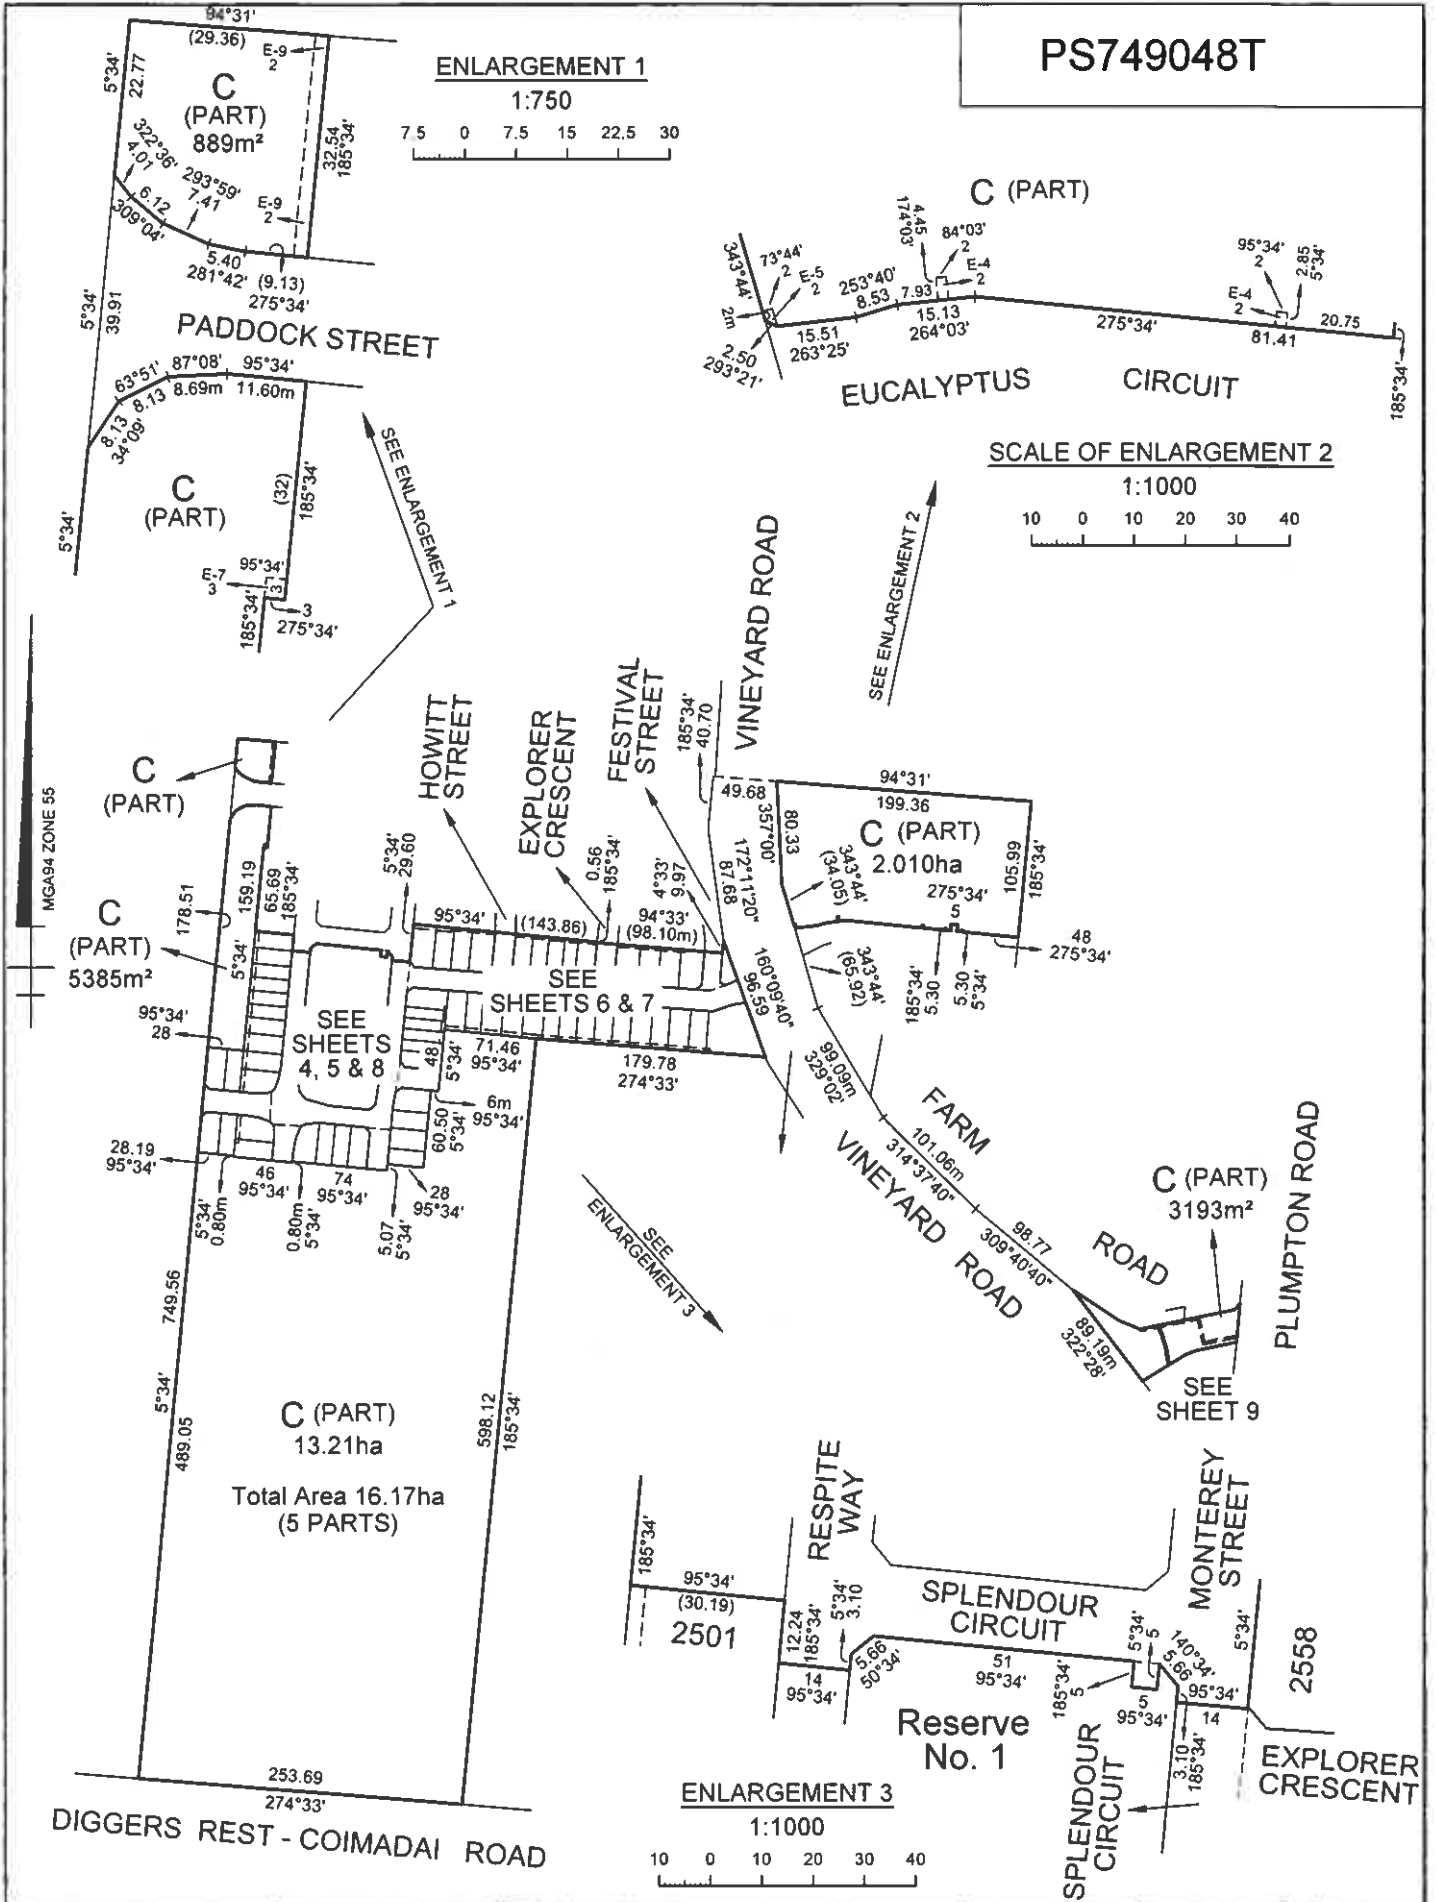 PS749048T
94°31'
(29.36)
E-9
2
5°34'
22.77
C
(PART)
889m²
32.54
185°34'
322°36'
4.01
6.12
309°04'
293°59'
7.41
E-9
2
5.40
281°42'
(9.13)
275°34'
5°34'
39.91
PADDOCK STREET
63°51'
8.13
87°08'
8.69m
95°34'
11.60m
8.13
34°09'
C
(PART)
(32)
185°34'
5°34'
E-7
3
95°34'
3
185°34'
3
275°34'
ENLARGEMENT 1
1:750
7.5 0 7.5 15 22.5 30
SEE ENLARGEMENT 1
C (PART)
343°44'
2m
73°44'
2
E-5
2
2.50
293°21'
15.51
263°25'
253°40'
8.53
7.93
4.45
174°03'
84°03'
2
E-4
2
15.13
264°03'
275°34'
81.41
95°34'
2
E-4
2
2.85
5°34'
20.75
185°34'
EUCALYPTUS CIRCUIT
SCALE OF ENLARGEMENT 2
1:1000
10 0 10 20 30 40
SEE ENLARGEMENT 2
MGA94 ZONE 55
C
(PART)
C
(PART)
5385m²
178.51
159.19
65.69
185°34'
5°34'
5°34'
29.60
95°34'
28
HOWITT
STREET
EXPLORER
CRESCENT
FESTIVAL
STREET
VINEYARD ROAD
185°34'
40.70
95°34'
(143.86)
0.56
185°34'
94°33'
(98.10m)
4°33'
9.97
SEE
SHEETS 6 & 7
SEE
SHEETS
4, 5 & 8
48
5°34'
71.46
95°34'
179.78
274°33'
6m
95°34'
60.50
5°34'
28.19
95°34'
5°34'
0.80m
46
95°34'
0.80m
5°34'
74
95°34'
5.07
5°34'
28
95°34'
49.68
172°11'20"
87.68
160°09'40"
96.59
357°00'
80.33
94°31'
199.36
C (PART)
2.010ha
343°44'
(34.05)
275°34'
5
105.99
185°34'
343°44'
(65.92)
185°34'
5.30
5.30
5°34'
48
275°34'
99.09m
329°02'
101.06m
314°37'40"
98.77
309°40'40"
FARM
ROAD
VINEYARD ROAD
89.19m
322°28'
C (PART)
3193m²
PLUMPTON ROAD
SEE
SHEET 9
SEE
ENLARGEMENT 3
749.56
5°34'
489.05
C (PART)
13.21ha
Total Area 16.17ha
(5 PARTS)
598.12
185°34'
253.69
274°33'
DIGGERS REST - COIMADAI ROAD
185°34'
95°34'
(30.19)
2501
RESPITE
WAY
12.24
185°34'
5°34'
3.10
14
95°34'
5.66
50°34'
SPLENDOUR
CIRCUIT
51
95°34'
185°34'
5
5°34'
5
5
95°34'
140°34'
5.66
95°34'
14
3.10
185°34'
5°34'
MONTEREY
STREET
2558
Reserve
No. 1
SPLENDOUR
CIRCUIT
EXPLORER
CRESCENT
ENLARGEMENT 3
1:1000
10 0 10 20 30 40